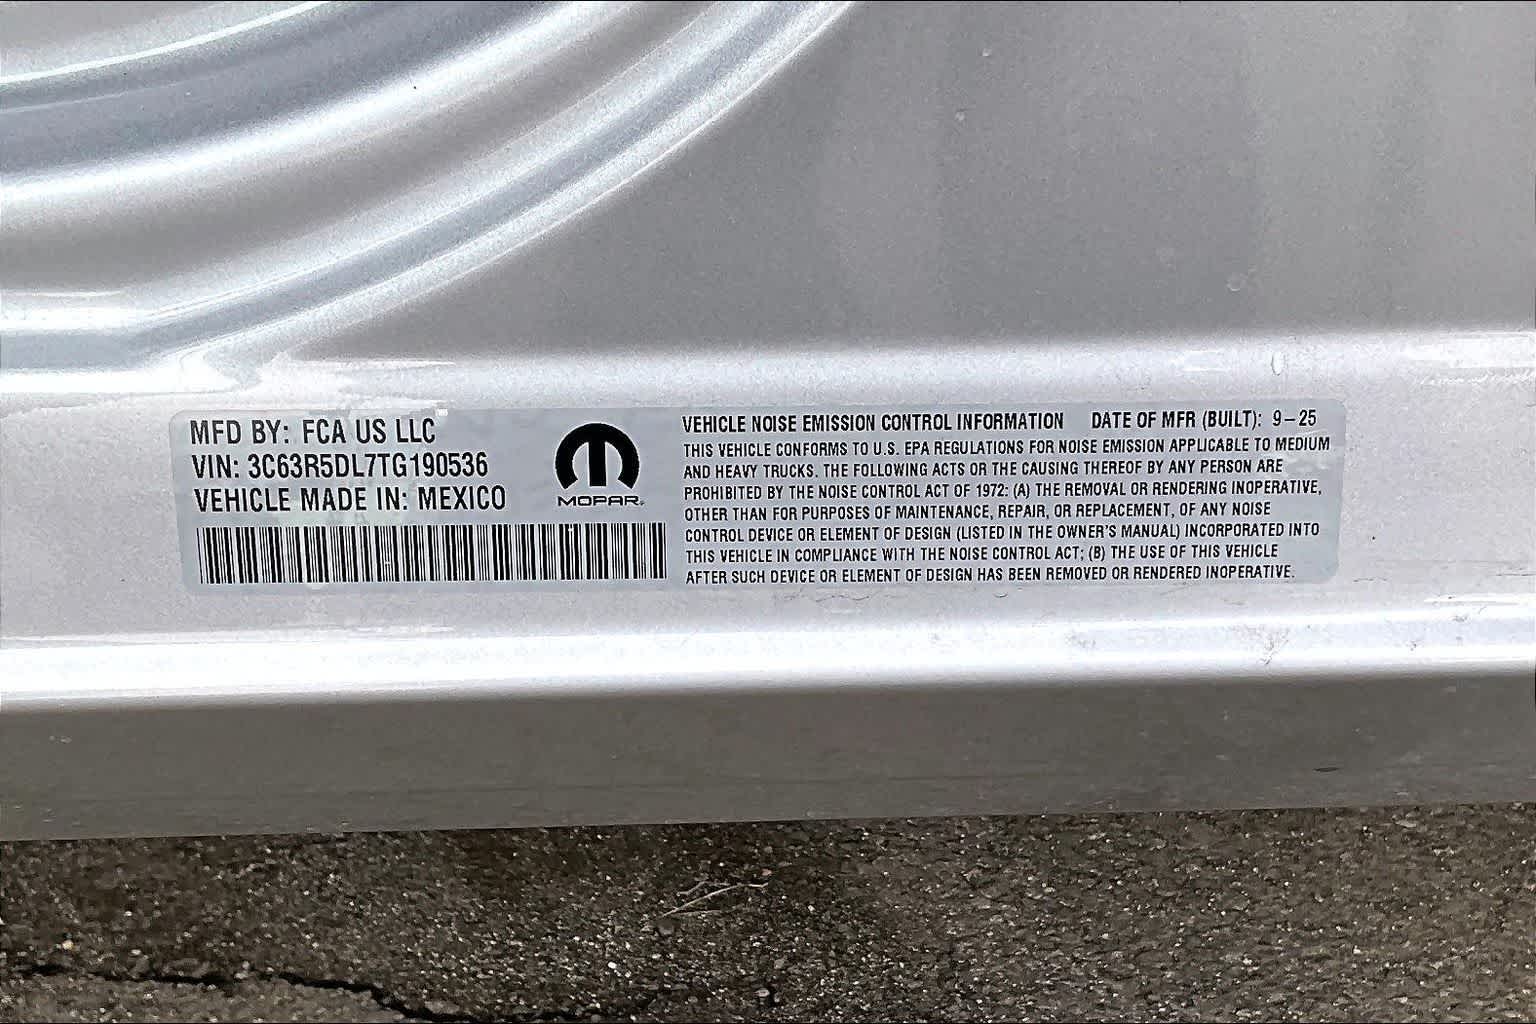 MFD BY: FCA US LLC
VIN: 3C63R5DL7TG190536
VEHICLE MADE IN: MEXICO
MOPAR.
VEHICLE NOISE EMISSION CONTROL INFORMATION DATE OF MFR (BUILT): 9-25
THIS VEHICLE CONFORMS TO U.S. EPA REGULATIONS FOR NOISE EMISSION APPLICABLE TO MEDIUM
AND HEAVY TRUCKS. THE FOLLOWING ACTS OR THE CAUSING THEREOF BY ANY PERSON ARE
PROHIBITED BY THE NOISE CONTROL ACT OF 1972: (A) THE REMOVAL OR RENDERING INOPERATIVE,
OTHER THAN FOR PURPOSES OF MAINTENANCE, REPAIR, OR REPLACEMENT, OF ANY NOISE
CONTROL DEVICE OR ELEMENT OF DESIGN (LISTED IN THE OWNER'S MANUAL) INCORPORATED INTO
THIS VEHICLE IN COMPLIANCE WITH THE NOISE CONTROL ACT; (B) THE USE OF THIS VEHICLE
AFTER SUCH DEVICE OR ELEMENT OF DESIGN HAS BEEN REMOVED OR RENDERED INOPERATIVE.